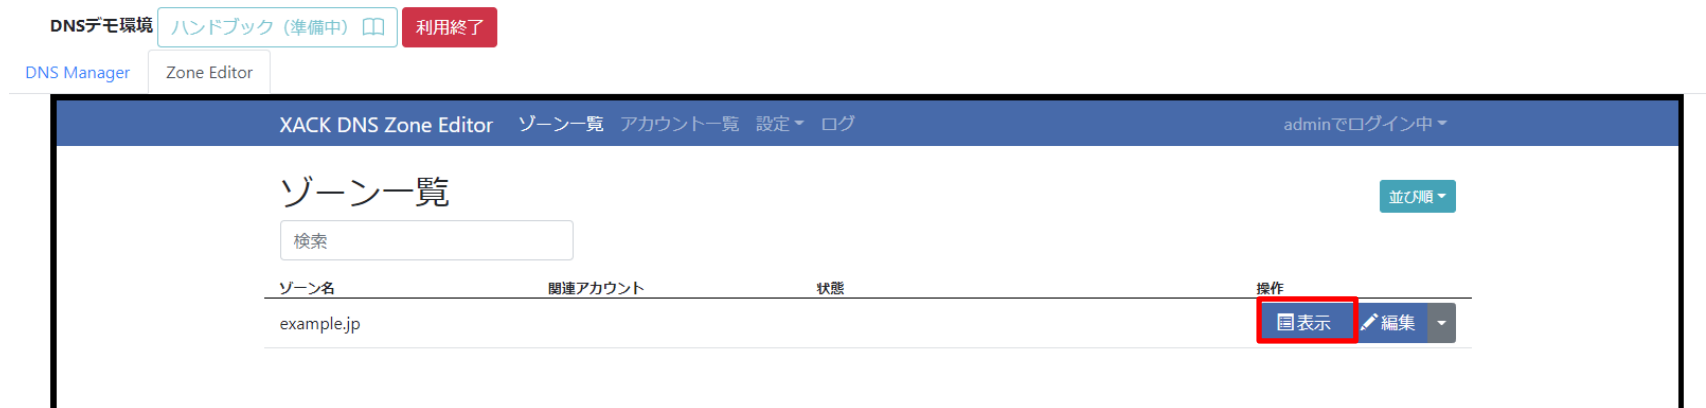 DNSデモ環境 ハンドブック（準備中） 利用終了
DNS Manager Zone Editor
XACK DNS Zone Editor ゾーン一覧 アカウント一覧 設定 ログ adminでログイン中
ゾーン一覧 並び順
検索
ゾーン名 関連アカウント 状態 操作
example.jp 表示 編集